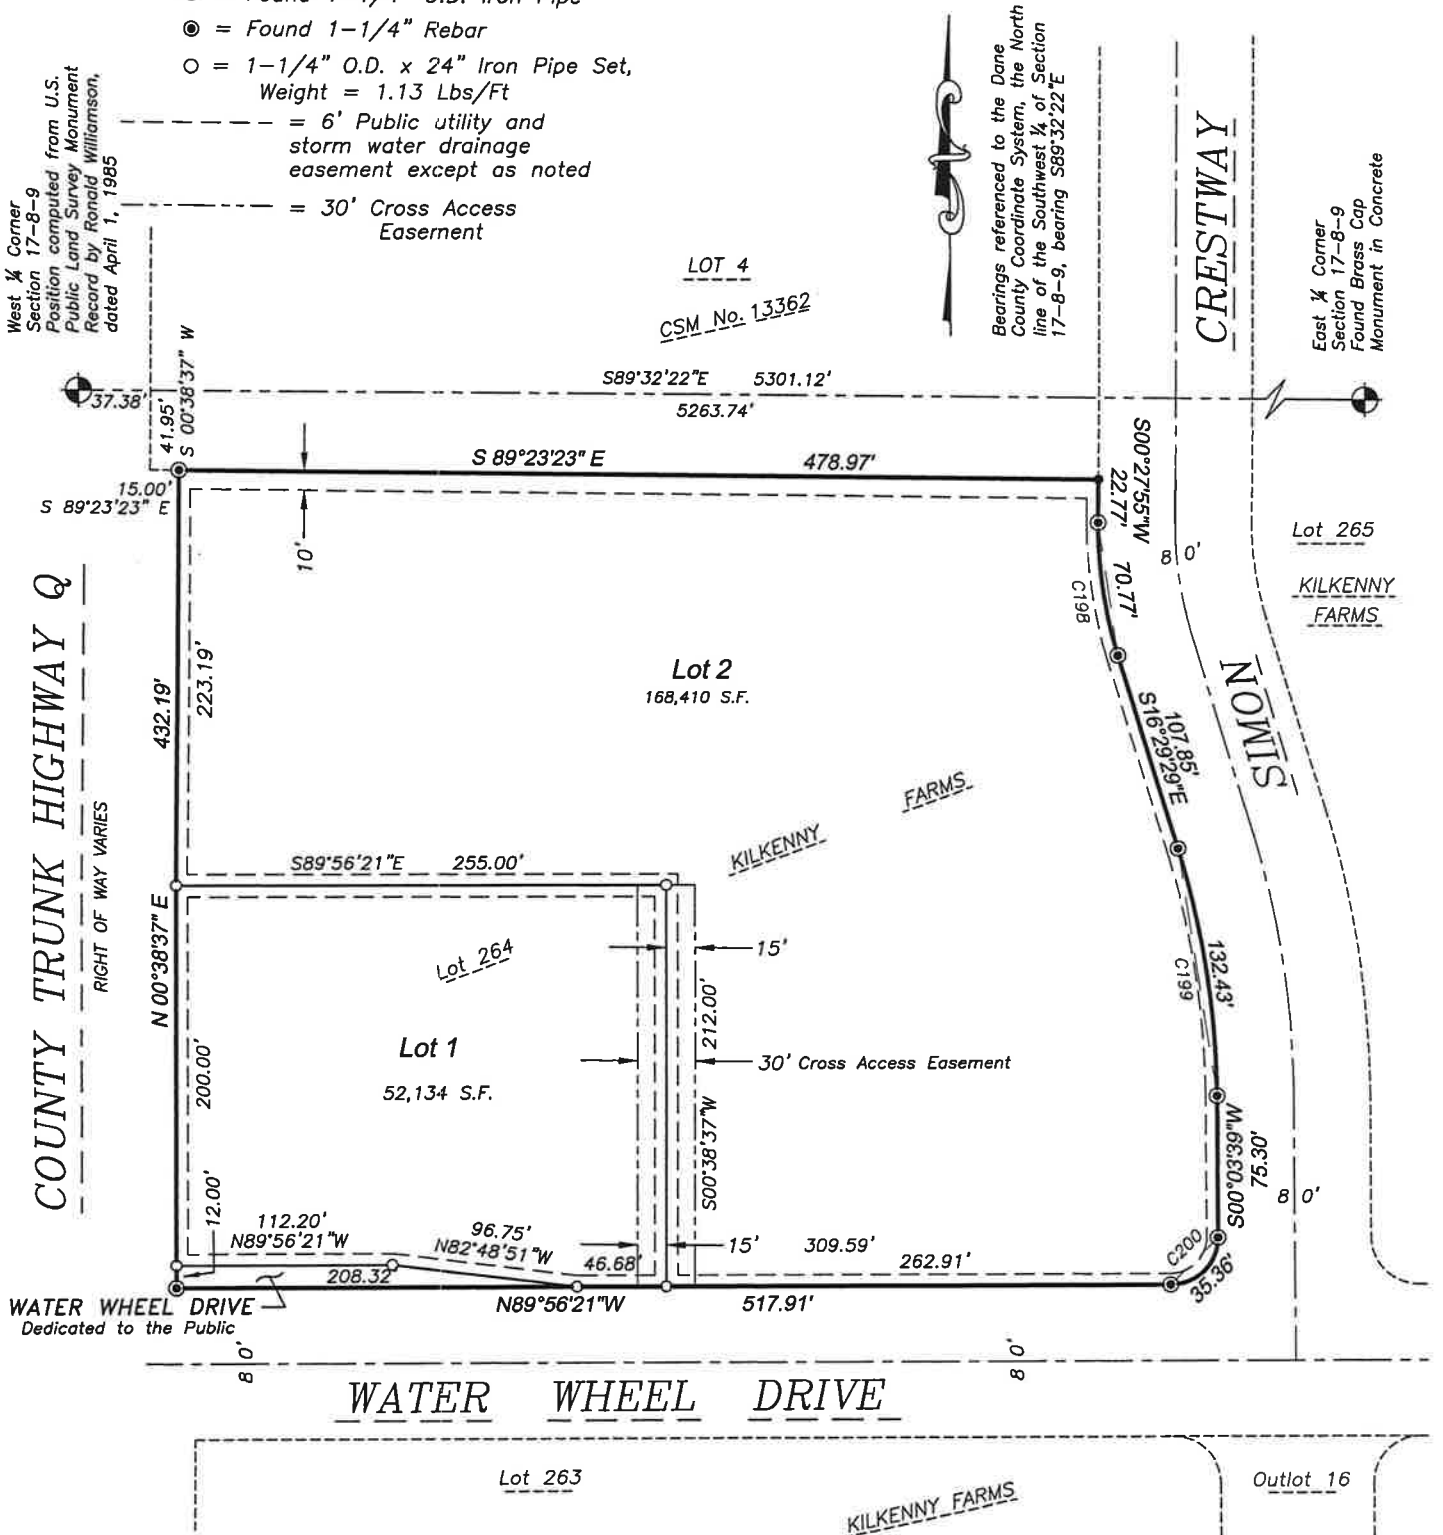 = Found 1-1/4" O.D. Iron Pipe
= Found 1-1/4" Rebar
= 1-1/4" O.D. x 24" Iron Pipe Set,
Weight = 1.13 Lbs/Ft
= 6' Public utility and
storm water drainage
easement except as noted
= 30' Cross Access
Easement
West ¼ Corner
Section 17-8-9
Position computed from U.S.
Public Land Survey Monument
Record by Ronald Williamson,
dated April 1, 1985
Bearings referenced to the Dane
County Coordinate System, the North
line of the Southwest ¼ of Section
17-8-9, bearing S89°32'22"E
CRESTWAY
East ¼ Corner
Section 17-8-9
Found Brass Cap
Monument in Concrete
LOT 4
CSM No. 13362
S89°32'22"E 5301.12'
5263.74'
37.38'
41.95'
S 00°38'37" W
S 89°23'23" E 478.97'
15.00'
S 89°23'23" E
10'
S00°27'55"W
22.77'
80'
Lot 265
KILKENNY
FARMS
70.77'
C198
COUNTY TRUNK HIGHWAY Q
RIGHT OF WAY VARIES
432.19'
223.19'
Lot 2
168,410 S.F.
107.85'
S16°29'29"E
SIMON
KILKENNY FARMS
S89°56'21"E 255.00'
N 00°38'37" E
Lot 264
15'
132.43'
C199
212.00'
Lot 1
52,134 S.F.
200.00'
30' Cross Access Easement
S00°38'37"W
S00°03'39"W
75.30'
80'
12.00'
112.20'
N89°56'21"W
96.75'
N82°48'51"W
46.68'
15'
309.59'
262.91'
C200
35.36'
208.32'
WATER WHEEL DRIVE
Dedicated to the Public
N89°56'21"W 517.91'
80'
80'
WATER WHEEL DRIVE
Lot 263
KILKENNY FARMS
Outlot 16